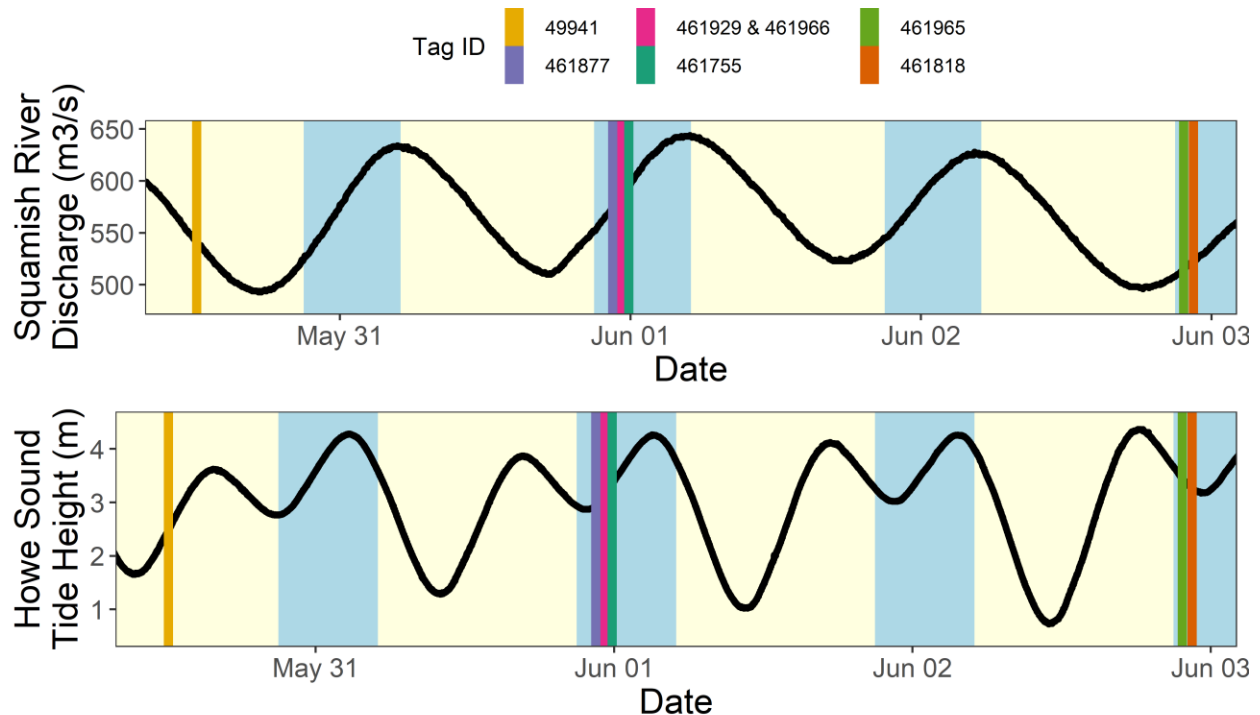 Tag ID
49941
461929 & 461966
461965
461877
461755
461818
Squamish River
Discharge (m3/s)
650
600
550
500
May 31
Jun 01
Jun 02
Jun 03
Date
Howe Sound
Tide Height (m)
4
3
2
1
May 31
Jun 01
Jun 02
Jun 03
Date